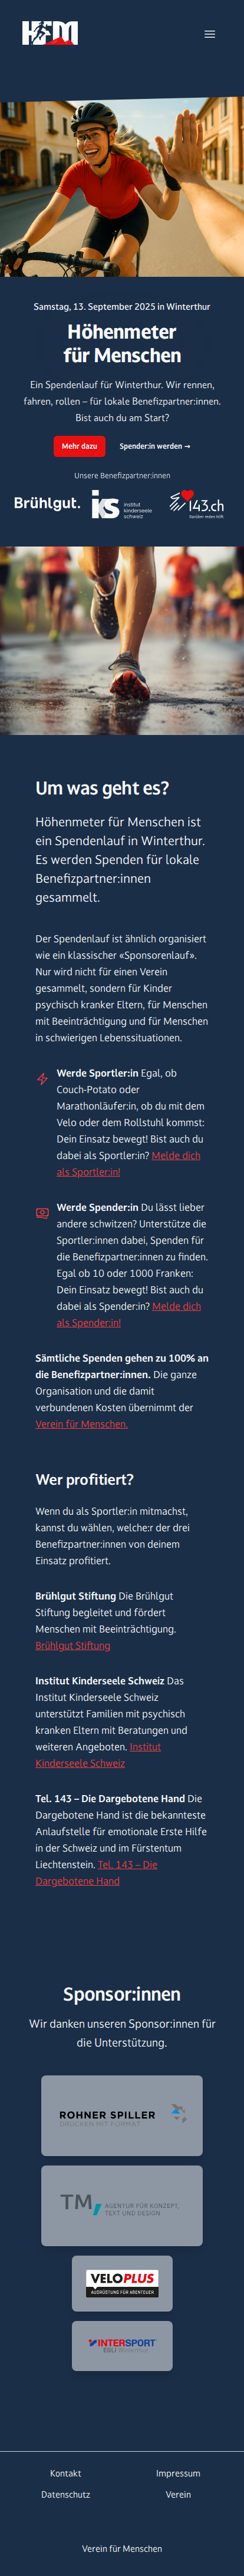 HFM
Samstag, 13. September 2025 in Winterthur
Höhenmeter
für Menschen
Ein Spendenlauf für Winterthur. Wir rennen,
fahren, rollen – für lokale Benefizpartner:innen.
Bist auch du am Start?
Mehr dazu
Spender:in werden →
Unsere Benefizpartner:innen
Brühlgut.
iks institut
kinderseele
schweiz
143.ch
Darüber reden hilft
Um was geht es?
Höhenmeter für Menschen ist
ein Spendenlauf in Winterthur.
Es werden Spenden für lokale
Benefizpartner:innen
gesammelt.
Der Spendenlauf ist ähnlich organisiert
wie ein klassischer «Sponsorenlauf».
Nur wird nicht für einen Verein
gesammelt, sondern für Kinder
psychisch kranker Eltern, für Menschen
mit Beeinträchtigung und für Menschen
in schwierigen Lebenssituationen.
Werde Sportler:in Egal, ob
Couch-Potato oder
Marathonläufer:in, ob du mit dem
Velo oder dem Rollstuhl kommst:
Dein Einsatz bewegt! Bist auch du
dabei als Sportler:in? Melde dich
als Sportler:in!
Werde Spender:in Du lässt lieber
andere schwitzen? Unterstütze die
Sportler:innen dabei, Spenden für
die Benefizpartner:innen zu finden.
Egal ob 10 oder 1000 Franken:
Dein Einsatz bewegt! Bist auch du
dabei als Spender:in? Melde dich
als Spender:in!
Sämtliche Spenden gehen zu 100% an
die Benefizpartner:innen. Die ganze
Organisation und die damit
verbundenen Kosten übernimmt der
Verein für Menschen.
Wer profitiert?
Wenn du als Sportler:in mitmachst,
kannst du wählen, welche:r der drei
Benefizpartner:innen von deinem
Einsatz profitiert.
Brühlgut Stiftung Die Brühlgut
Stiftung begleitet und fördert
Menschen mit Beeinträchtigung.
Brühlgut Stiftung
Institut Kinderseele Schweiz Das
Institut Kinderseele Schweiz
unterstützt Familien mit psychisch
kranken Eltern mit Beratungen und
weiteren Angeboten. Institut
Kinderseele Schweiz
Tel. 143 – Die Dargebotene Hand Die
Dargebotene Hand ist die bekannteste
Anlaufstelle für emotionale Erste Hilfe
in der Schweiz und im Fürstentum
Liechtenstein. Tel. 143 – Die
Dargebotene Hand
Sponsor:innen
Wir danken unseren Sponsor:innen für
die Unterstützung.
ROHNER SPILLER
DRUCKEN MIT FORMAT
TM, AGENTUR FÜR KONZEPT,
TEXT UND DESIGN
VELOPLUS
AUSRÜSTUNG FÜR ABENTEUER
INTERSPORT
EGLI Winterthur
Kontakt
Impressum
Datenschutz
Verein
Verein für Menschen